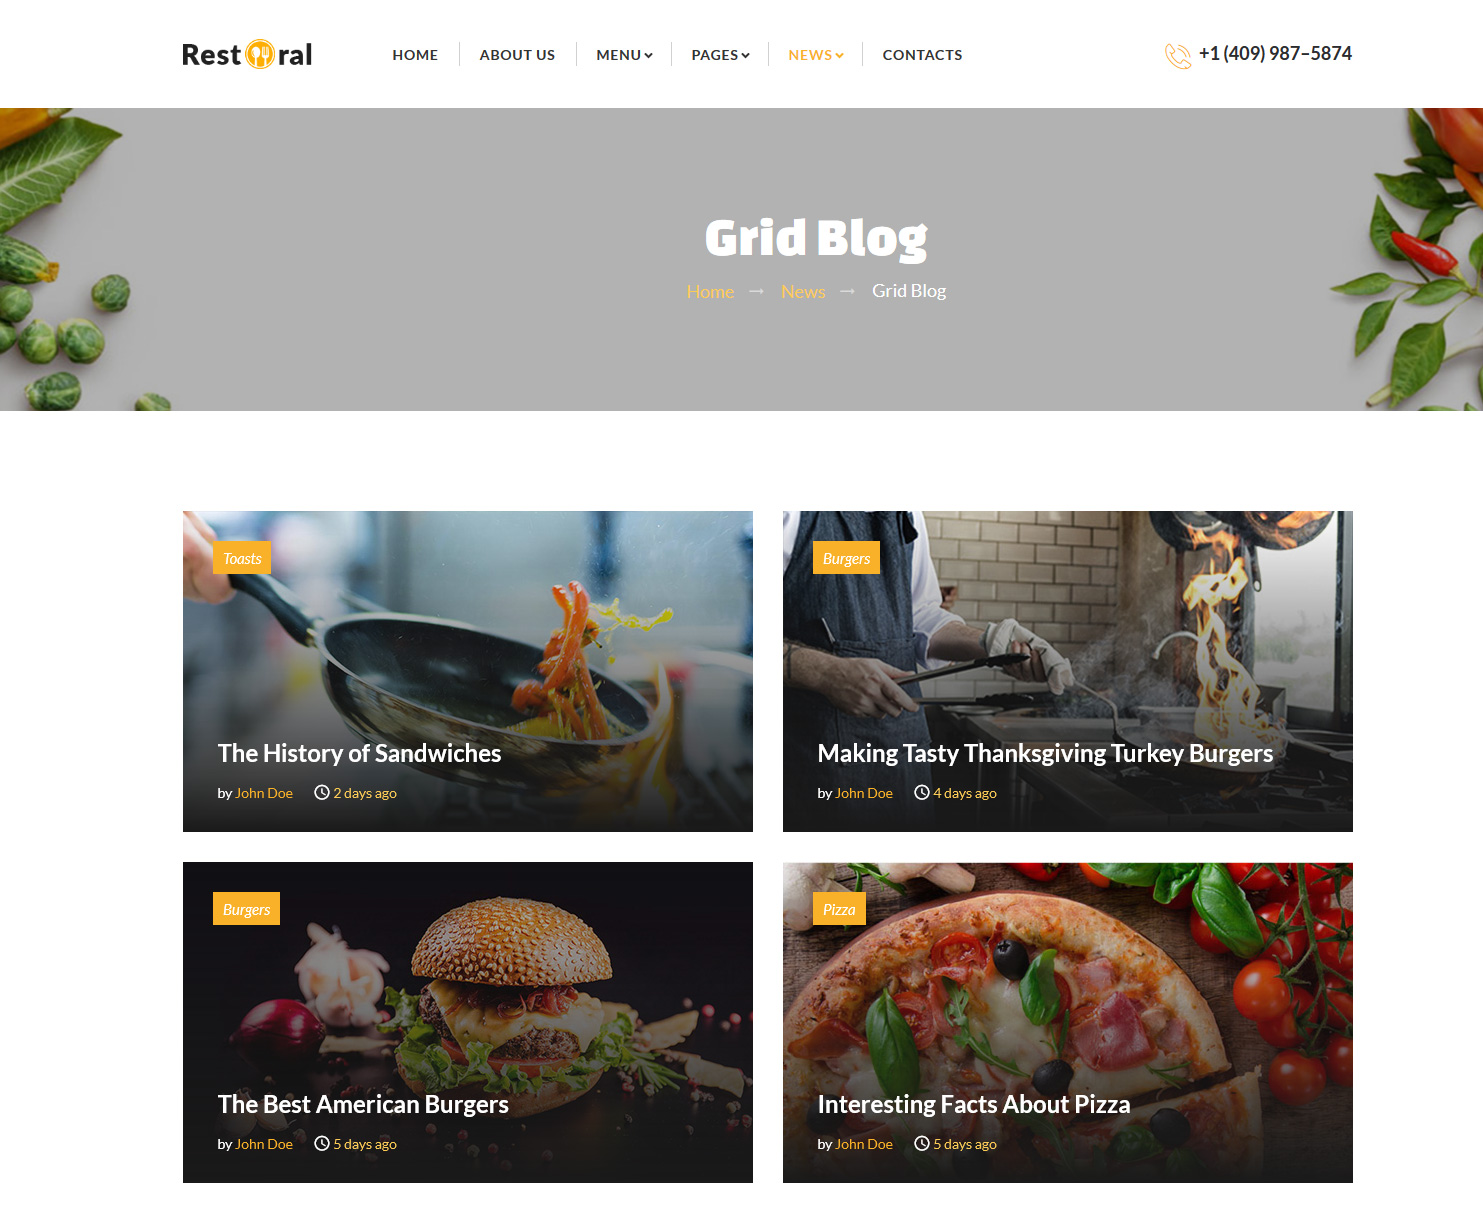 Restoral
HOME ABOUT US MENU PAGES NEWS CONTACTS
+1 (409) 987-5874
Grid Blog
Home → News → Grid Blog
Toasts
The History of Sandwiches
by John Doe 2 days ago
Burgers
Making Tasty Thanksgiving Turkey Burgers
by John Doe 4 days ago
Burgers
The Best American Burgers
by John Doe 5 days ago
Pizza
Interesting Facts About Pizza
by John Doe 5 days ago